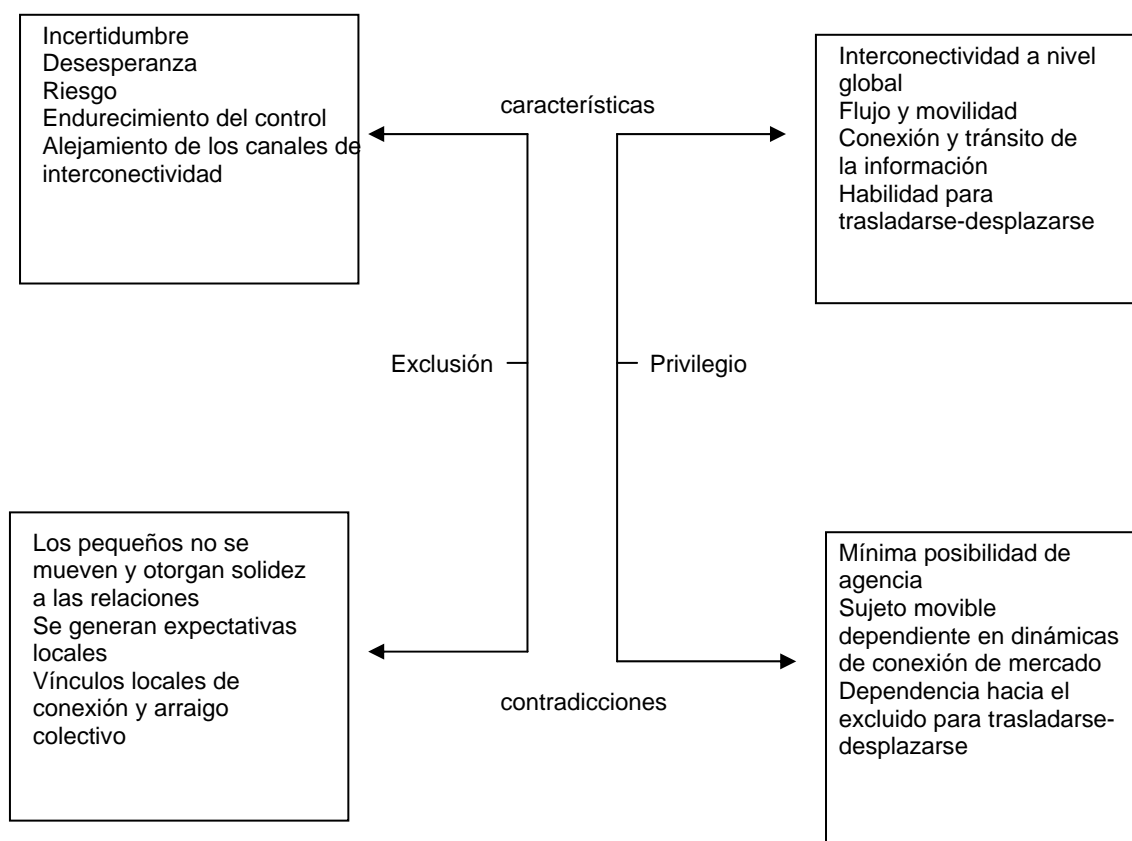 Incertidumbre
Desesperanza
Riesgo
Endurecimiento del control
Alejamiento de los canales de
interconectividad
características
Interconectividad a nivel
global
Flujo y movilidad
Conexión y tránsito de
la información
Habilidad para
trasladarse-desplazarse
Exclusión
Privilegio
Los pequeños no se
mueven y otorgan solidez
a las relaciones
Se generan expectativas
locales
Vínculos locales de
conexión y arraigo
colectivo
contradicciones
Mínima posibilidad de
agencia
Sujeto movible
dependiente en dinámicas
de conexión de mercado
Dependencia hacia el
excluido para trasladarse-
desplazarse